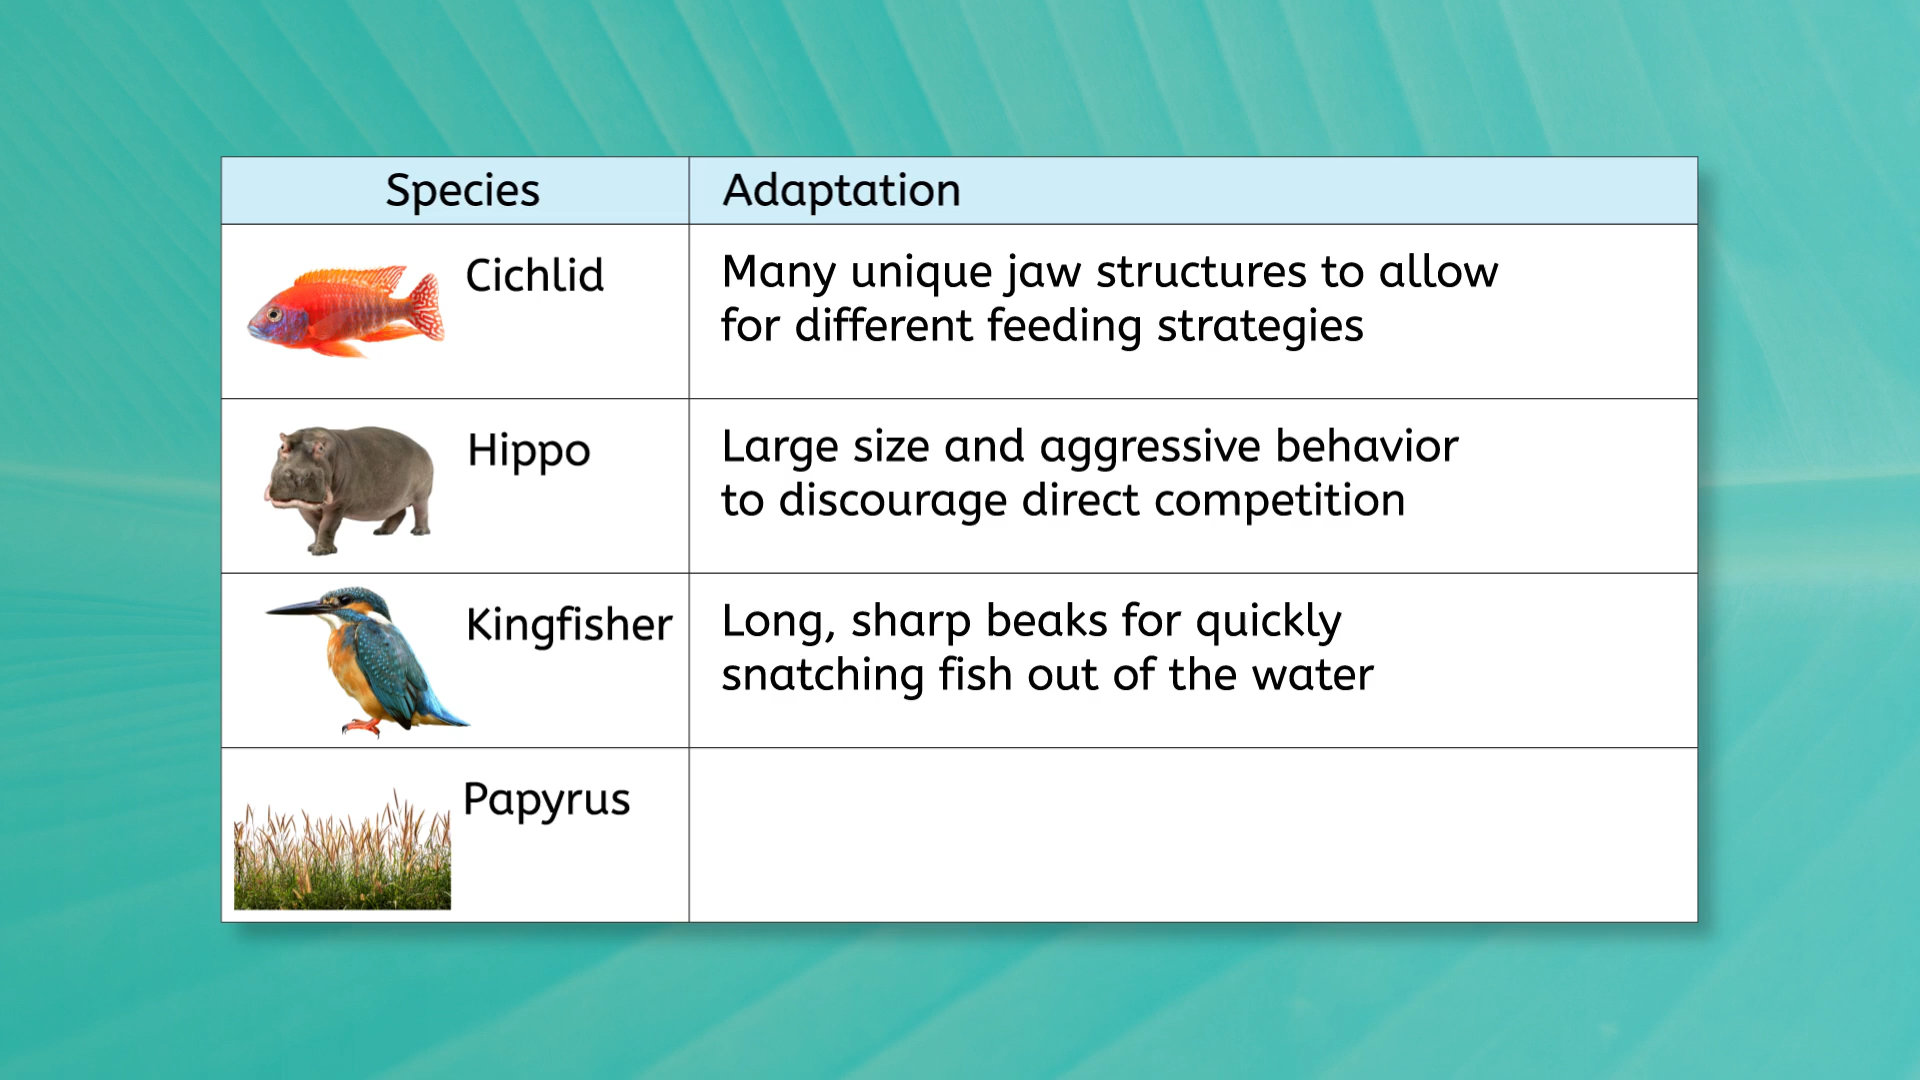 Species
Adaptation
Cichlid
Many unique jaw structures to allow
for different feeding strategies
Hippo
Large size and aggressive behavior
to discourage direct competition
Kingfisher
Long, sharp beaks for quickly
snatching fish out of the water
Papyrus